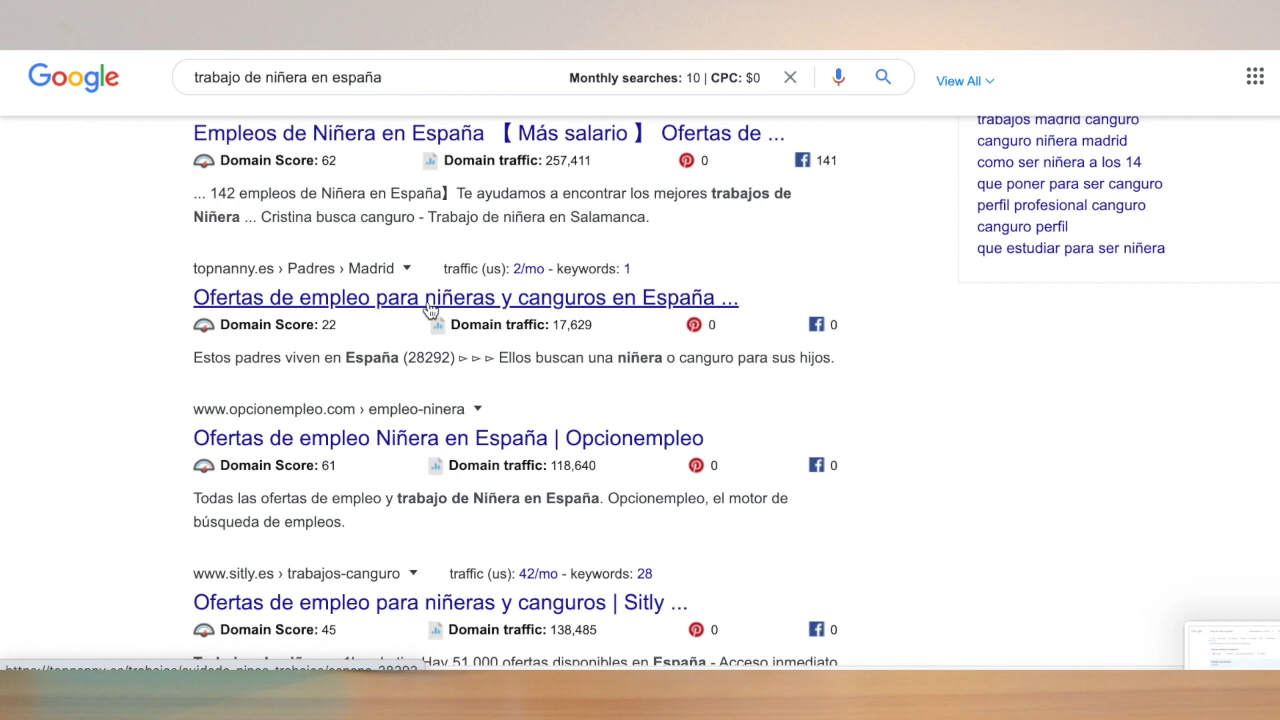 Google
trabajo de niñera en españa
Monthly searches: 10 | CPC: $0
View All
Empleos de Niñera en España 【 Más salario 】 Ofertas de ...
Domain Score: 62
Domain traffic: 257,411
0
141
... 142 empleos de Niñera en España】Te ayudamos a encontrar los mejores trabajos de
Niñera ... Cristina busca canguro - Trabajo de niñera en Salamanca.
topnanny.es › Padres › Madrid
traffic (us): 2/mo - keywords: 1
Ofertas de empleo para niñeras y canguros en España ...
Domain Score: 22
Domain traffic: 17,629
0
0
Estos padres viven en España (28292) ▻ ▻ ▻ Ellos buscan una niñera o canguro para sus hijos.
www.opcionempleo.com › empleo-ninera
Ofertas de empleo Niñera en España | Opcionempleo
Domain Score: 61
Domain traffic: 118,640
0
0
Todas las ofertas de empleo y trabajo de Niñera en España. Opcionempleo, el motor de
búsqueda de empleos.
www.sitly.es › trabajos-canguro
traffic (us): 42/mo - keywords: 28
Ofertas de empleo para niñeras y canguros | Sitly ...
Domain Score: 45
Domain traffic: 138,485
0
0
Hay 51.000 ofertas disponibles en España - Acceso inmediato
trabajos madrid canguro
canguro niñera madrid
como ser niñera a los 14
que poner para ser canguro
perfil profesional canguro
canguro perfil
que estudiar para ser niñera